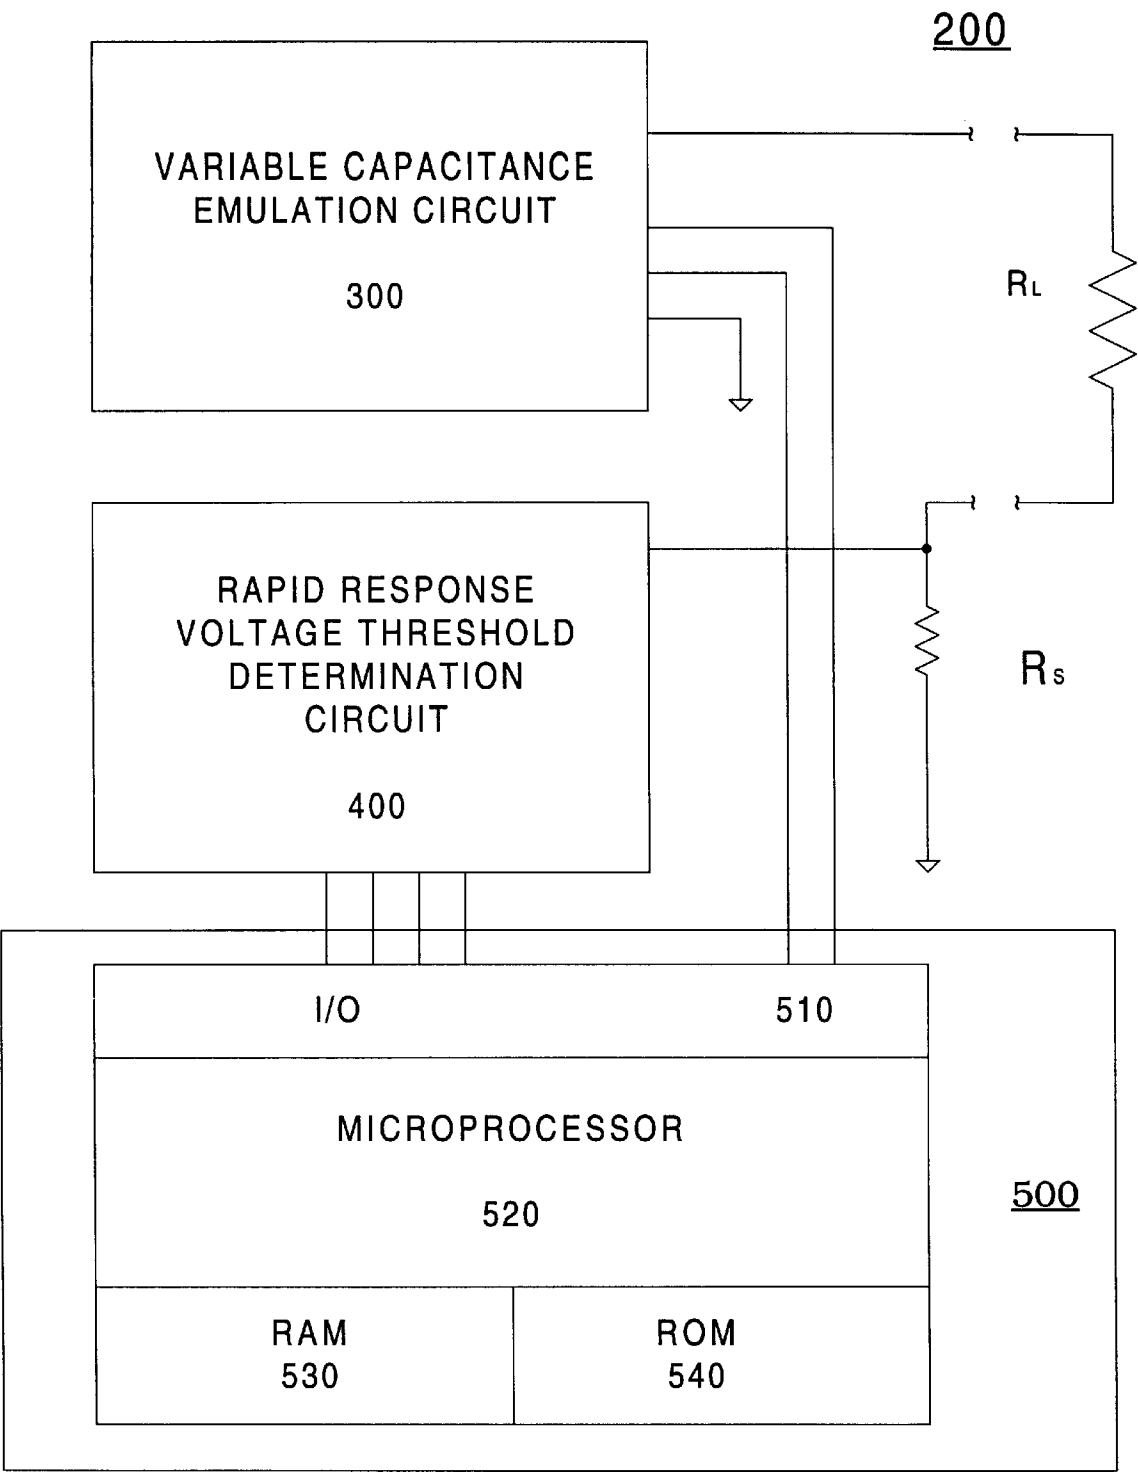 200
VARIABLE CAPACITANCE
EMULATION CIRCUIT
300
RL
RAPID RESPONSE
VOLTAGE THRESHOLD
DETERMINATION
CIRCUIT
400
RS
I/O 510
MICROPROCESSOR
520
500
RAM ROM
530 540